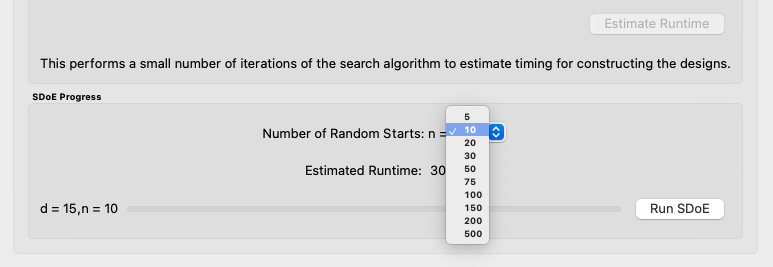 Estimate Runtime
This performs a small number of iterations of the search algorithm to estimate timing for constructing the designs.
SDoE Progress
Number of Random Starts: n =
5
✓ 10
20
30
50
75
100
150
200
500
Estimated Runtime: 30
d = 15,n = 10
Run SDoE